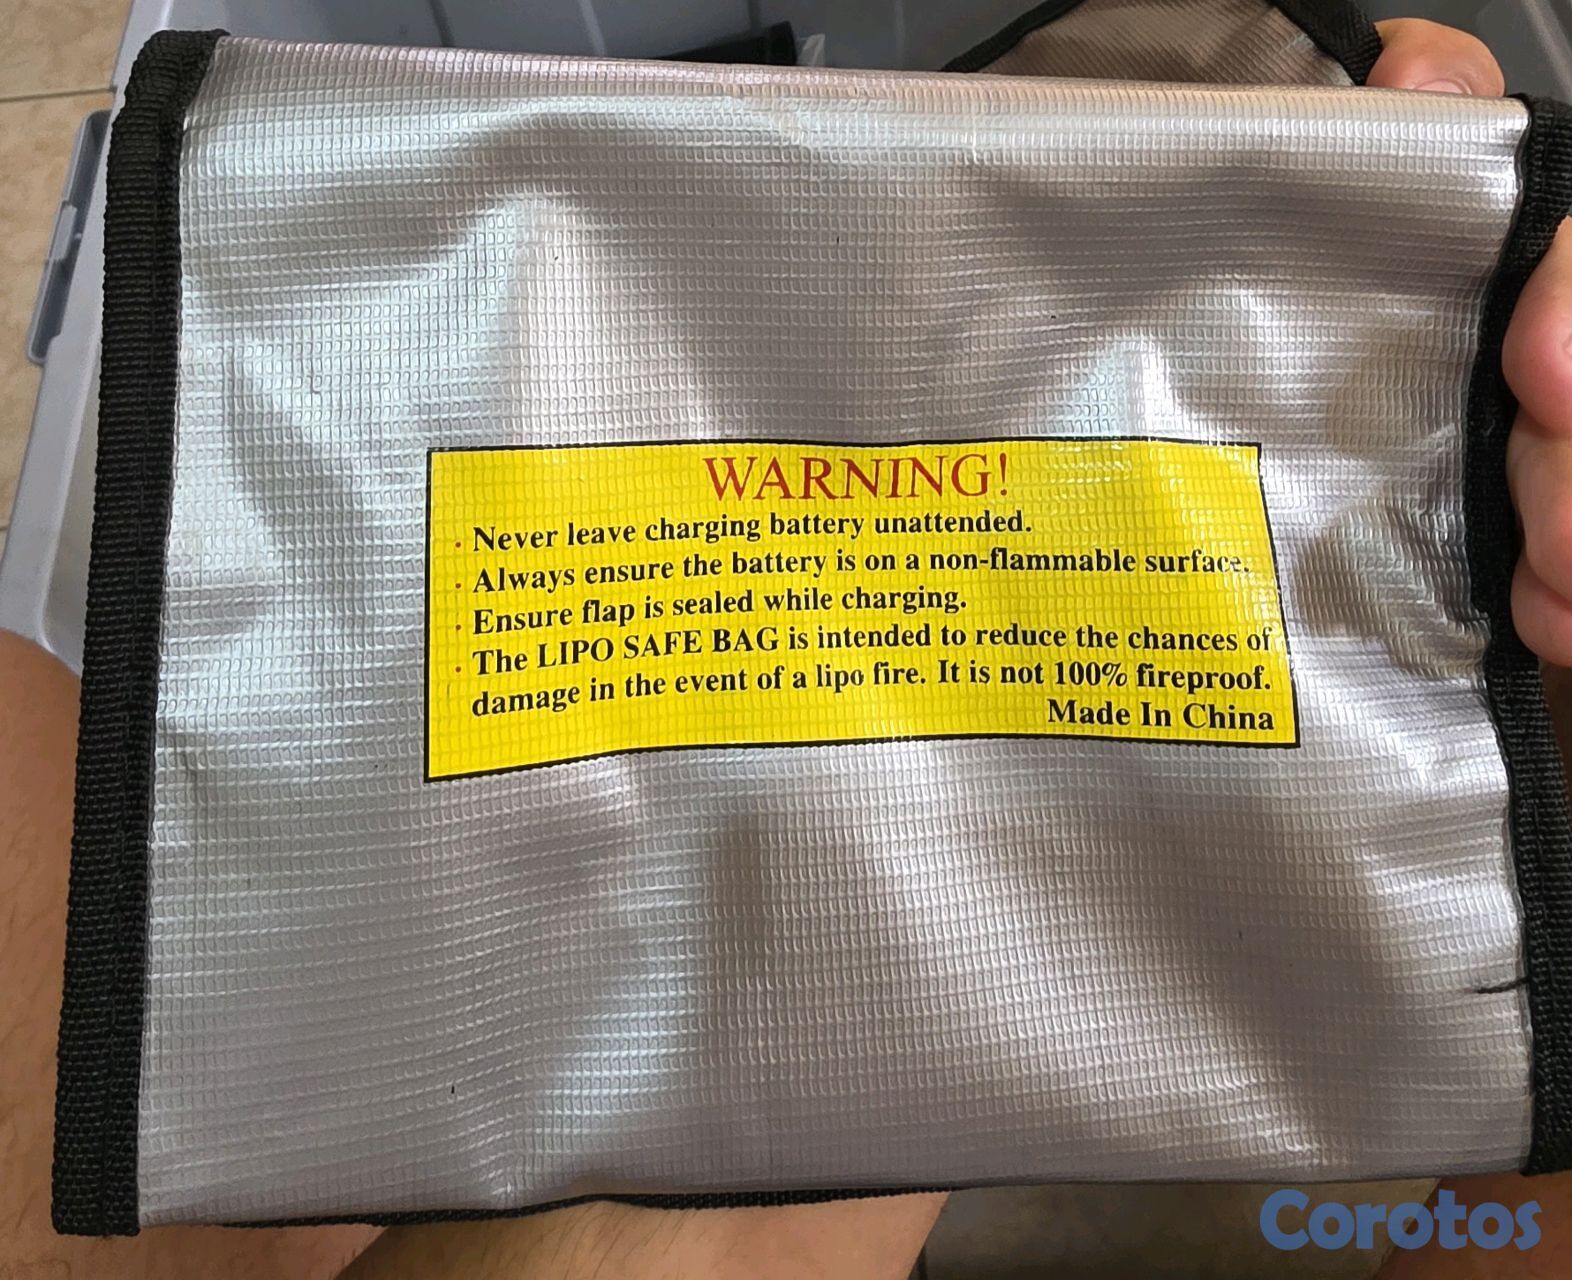 WARNING!
. Never leave charging battery unattended.
. Always ensure the battery is on a non-flammable surface.
. Ensure flap is sealed while charging.
. The LIPO SAFE BAG is intended to reduce the chances of
damage in the event of a lipo fire. It is not 100% fireproof.
Made In China
Corotos